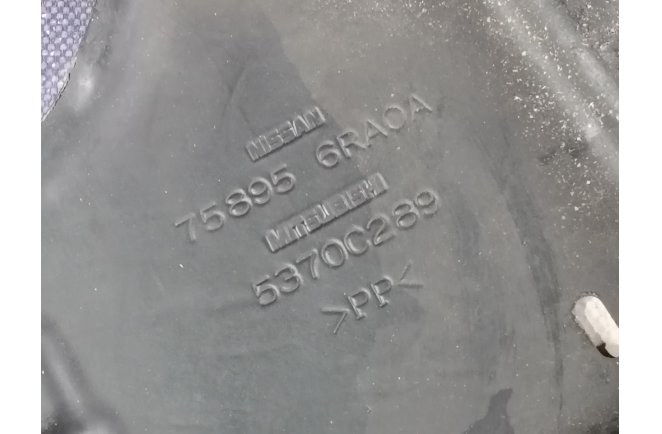 NISSAN
75895 6RA0A
MITSUBISHI
5370C289
>PP<